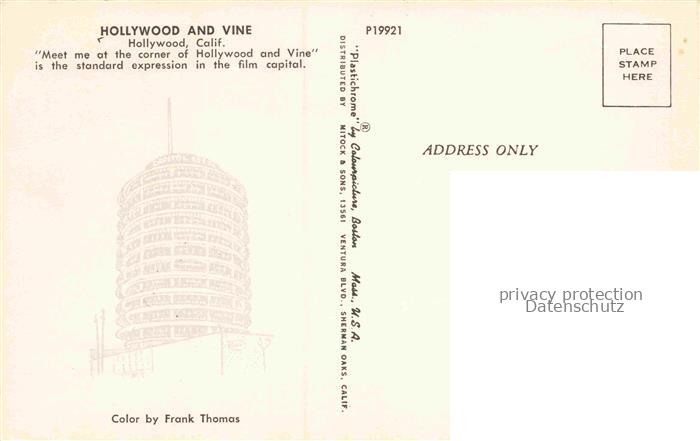 HOLLYWOOD AND VINE
Hollywood, Calif.
"Meet me at the corner of Hollywood and Vine"
is the standard expression in the film capital.
Color by Frank Thomas
P19921
"Plastichrome" ® by Colourpicture, Boston Mass., U.S.A.
DISTRIBUTED BY MITOCK & SONS, 13561 VENTURA BLVD., SHERMAN OAKS, CALIF.
PLACE
STAMP
HERE
ADDRESS ONLY
privacy protection
Datenschutz